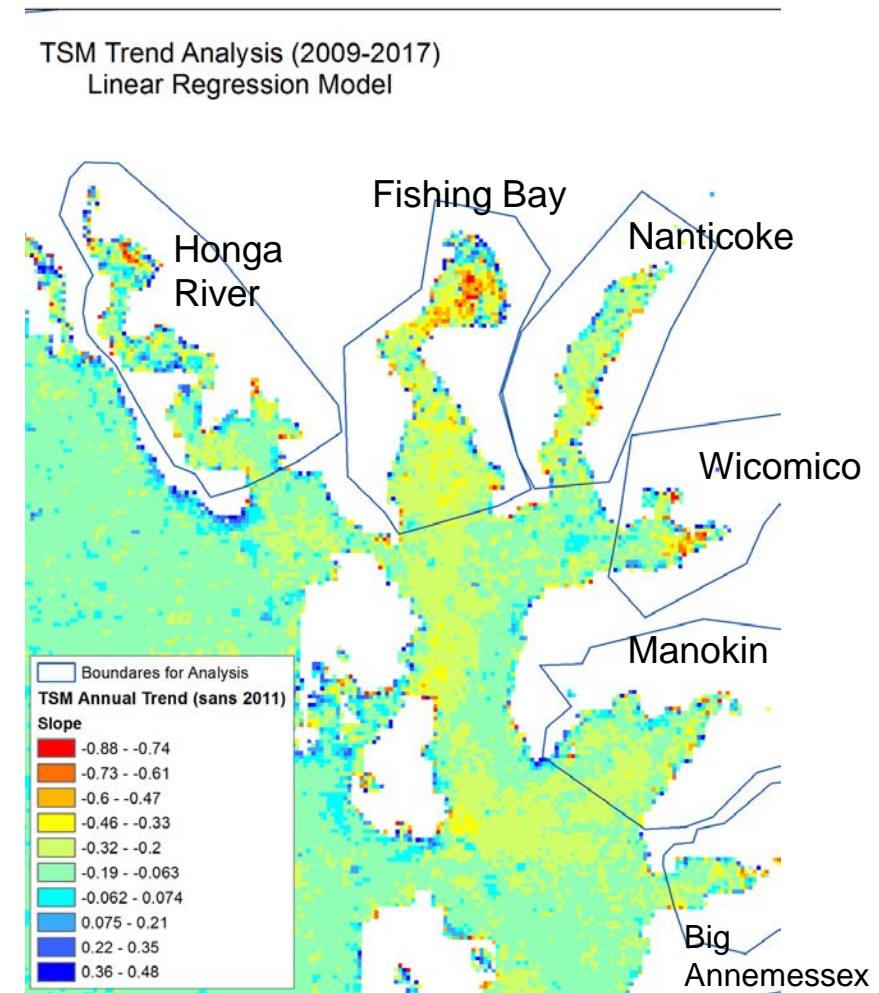 TSM Trend Analysis (2009-2017)
Linear Regression Model
Fishing Bay
Honga
River
Nanticoke
Wicomico
Manokin
Big
Annemessex
Boundares for Analysis
TSM Annual Trend (sans 2011)
Slope
-0.88 - -0.74
-0.73 - -0.61
-0.6 - -0.47
-0.46 - -0.33
-0.32 - -0.2
-0.19 - -0.063
-0.062 - 0.074
0.075 - 0.21
0.22 - 0.35
0.36 - 0.48